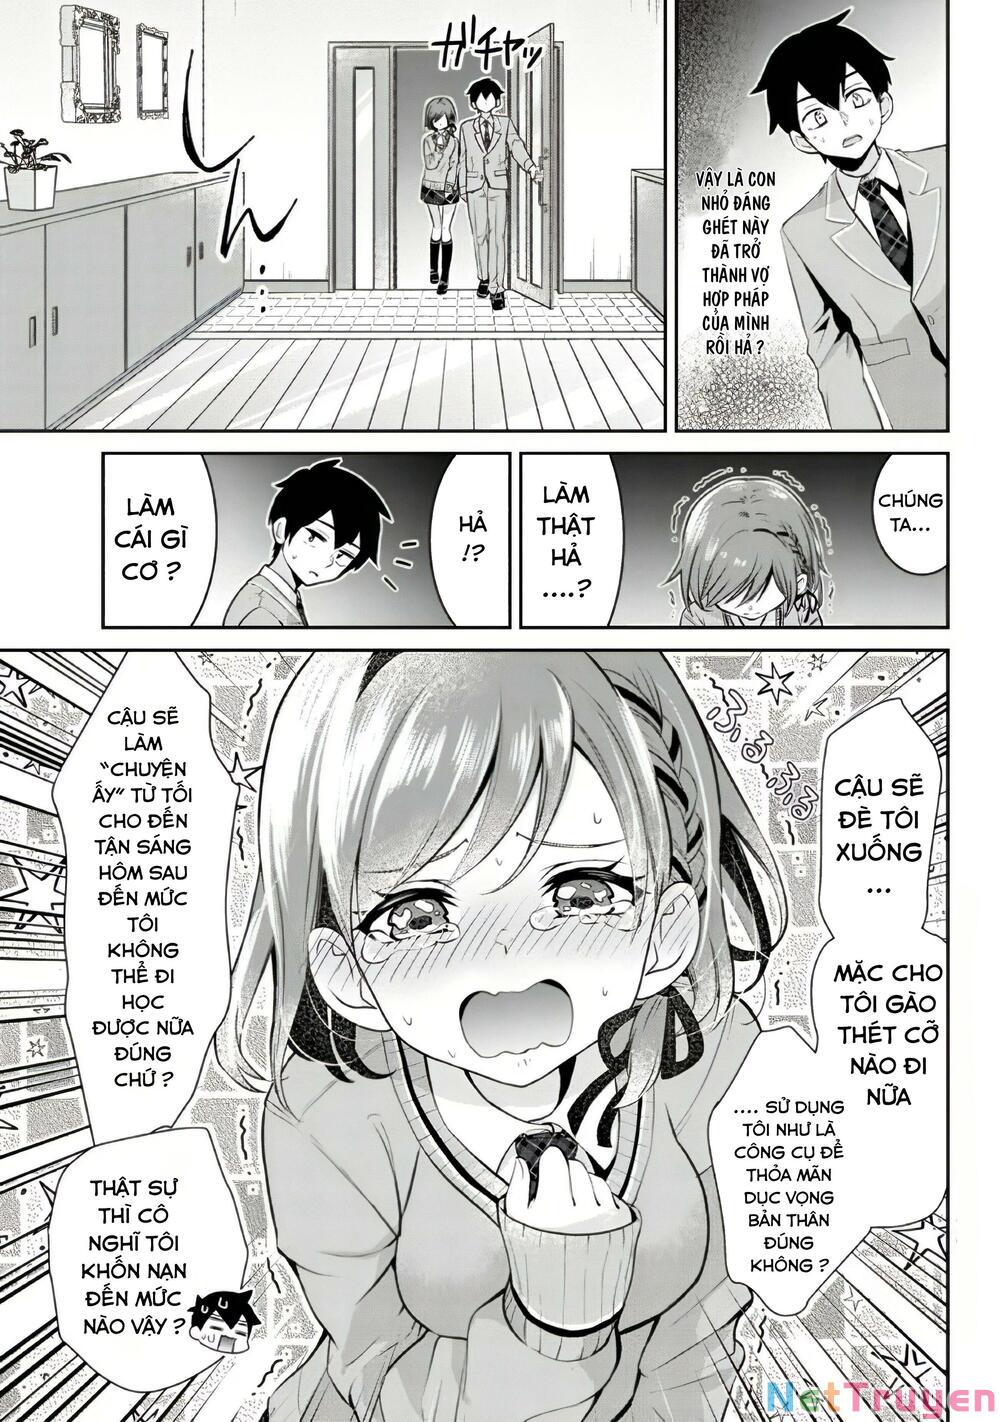 VẬY LÀ CON
NHỎ ĐÁNG
GHÉT NÀY
ĐÃ TRỞ
THÀNH VỢ
HỢP PHÁP
CỦA MÌNH
RỒI HẢ ?
ガチャッ
しーん
CHÚNG
TA...
LÀM
THẬT
HẢ
....?
HẢ
!?
LÀM
CÁI GÌ
CƠ ?
ふるふるふる
CẬU SẼ
ĐÈ TÔI
XUỐNG
...
MẶC CHO
TÔI GÀO
THÉT CỠ
NÀO ĐI
NỮA
.... SỬ DỤNG
TÔI NHƯ LÀ
CÔNG CỤ ĐỂ
THỎA MÃN
DỤC VỌNG
BẢN THÂN
ĐÚNG
KHÔNG ?
CẬU SẼ
LÀM
"CHUYỆN
ẤY" TỪ TỐI
CHO ĐẾN
TẬN SÁNG
HÔM SAU
ĐẾN MỨC
TÔI
KHÔNG
THỂ ĐI
HỌC
ĐƯỢC NỮA
ĐÚNG
CHỨ ?
THẬT SỰ
THÌ CÔ
NGHĨ TÔI
KHỐN NẠN
ĐẾN MỨC
NÀO VẬY ?
NetTruyen